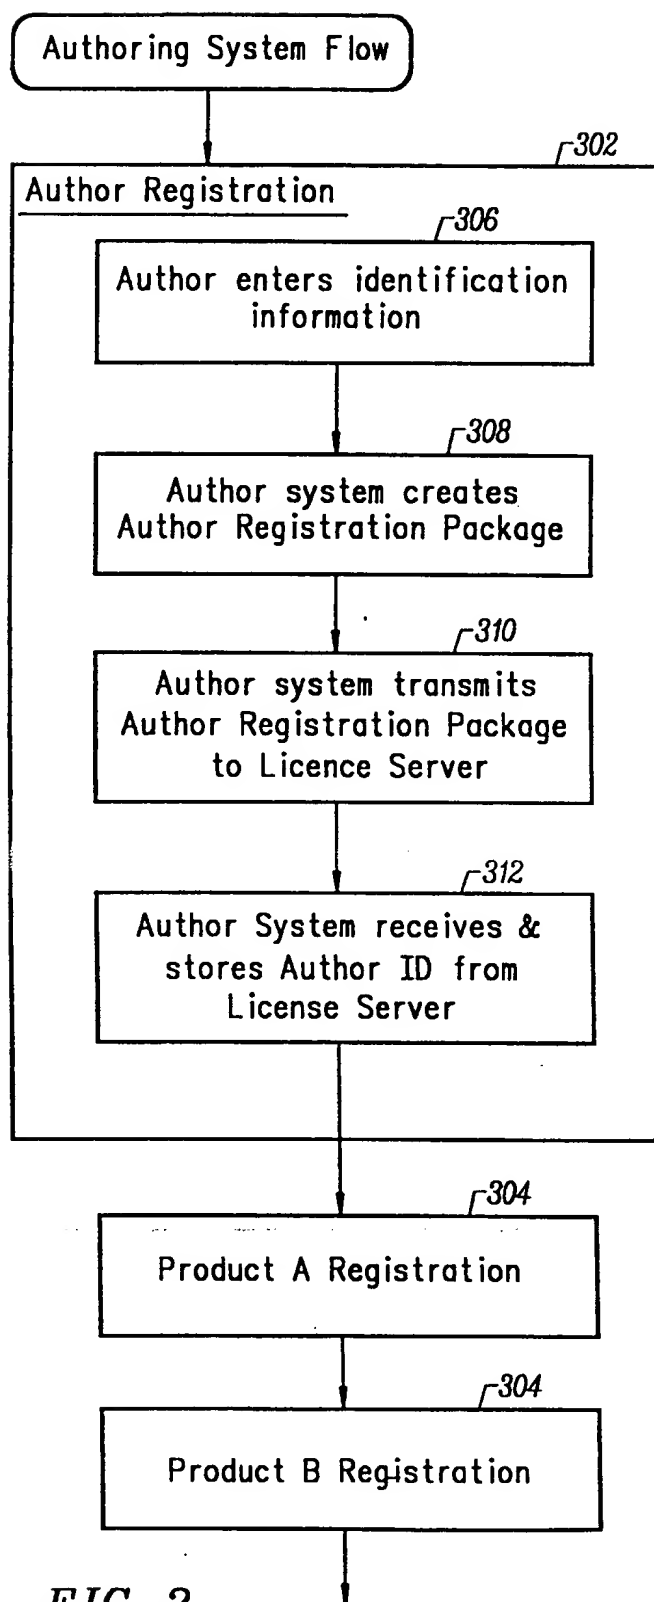 Authoring System Flow
302
Author Registration
306
Author enters identification
information
308
Author system creates
Author Registration Package
310
Author system transmits
Author Registration Package
to Licence Server
312
Author System receives &
stores Author ID from
License Server
304
Product A Registration
304
Product B Registration
FIG.